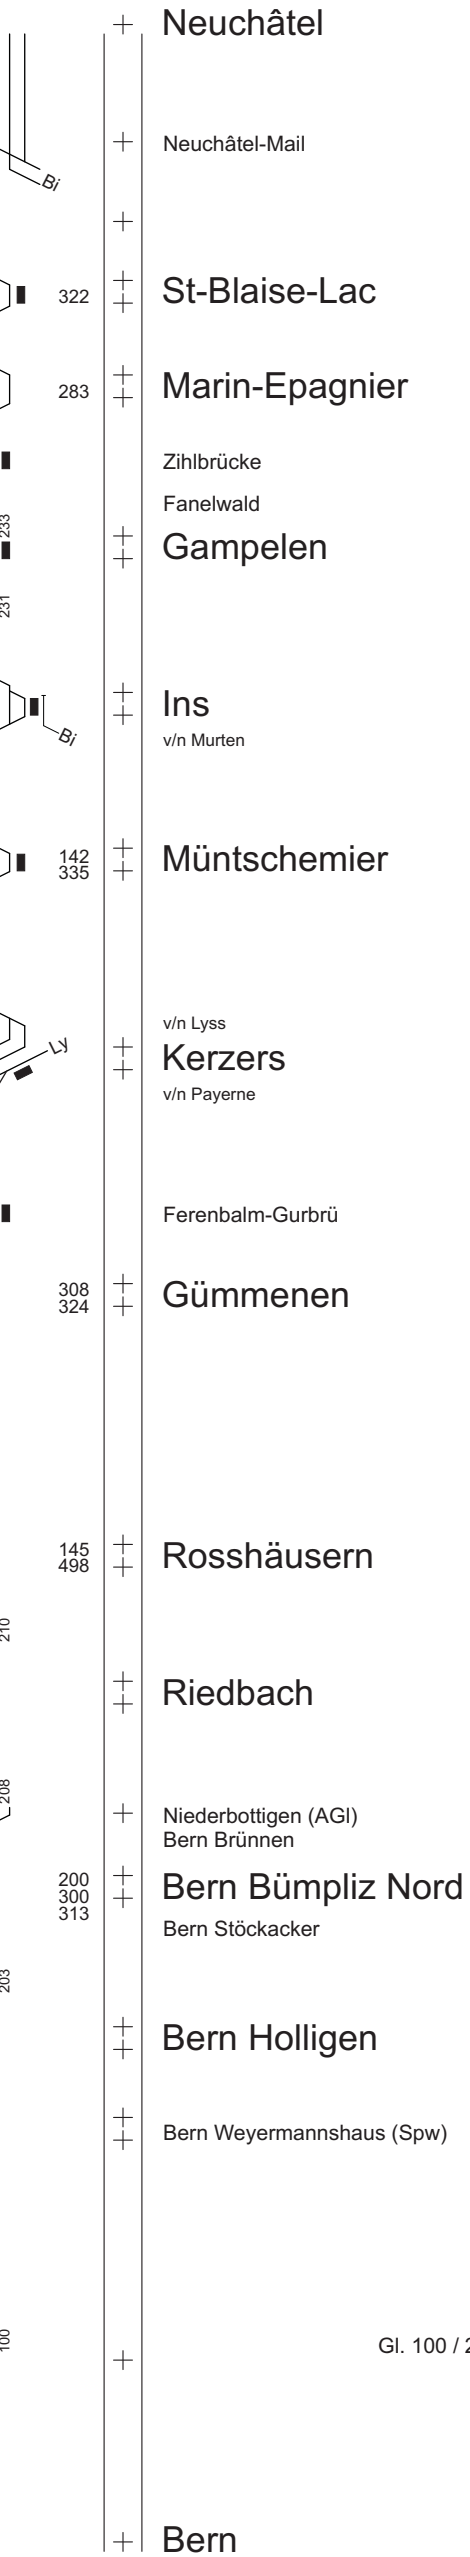 Neuchâtel
Neuchâtel-Mail
Bi
322 St-Blaise-Lac
283 Marin-Epagnier
Zihlbrücke
Fanelwald
233
Gampelen
231
Ins
v/n Murten
Bi
142
335
Müntschemier
v/n Lyss
Ly
Kerzers
v/n Payerne
Ferenbalm-Gurbrü
308
324
Gümmenen
145
498
Rosshäusern
210
Riedbach
208
Niederbottigen (AGl)
Bern Brünnen
200
300
313
Bern Bümpliz Nord
Bern Stöckacker
203
Bern Holligen
Bern Weyermannshaus (Spw)
100
Gl. 100 / 2
Bern